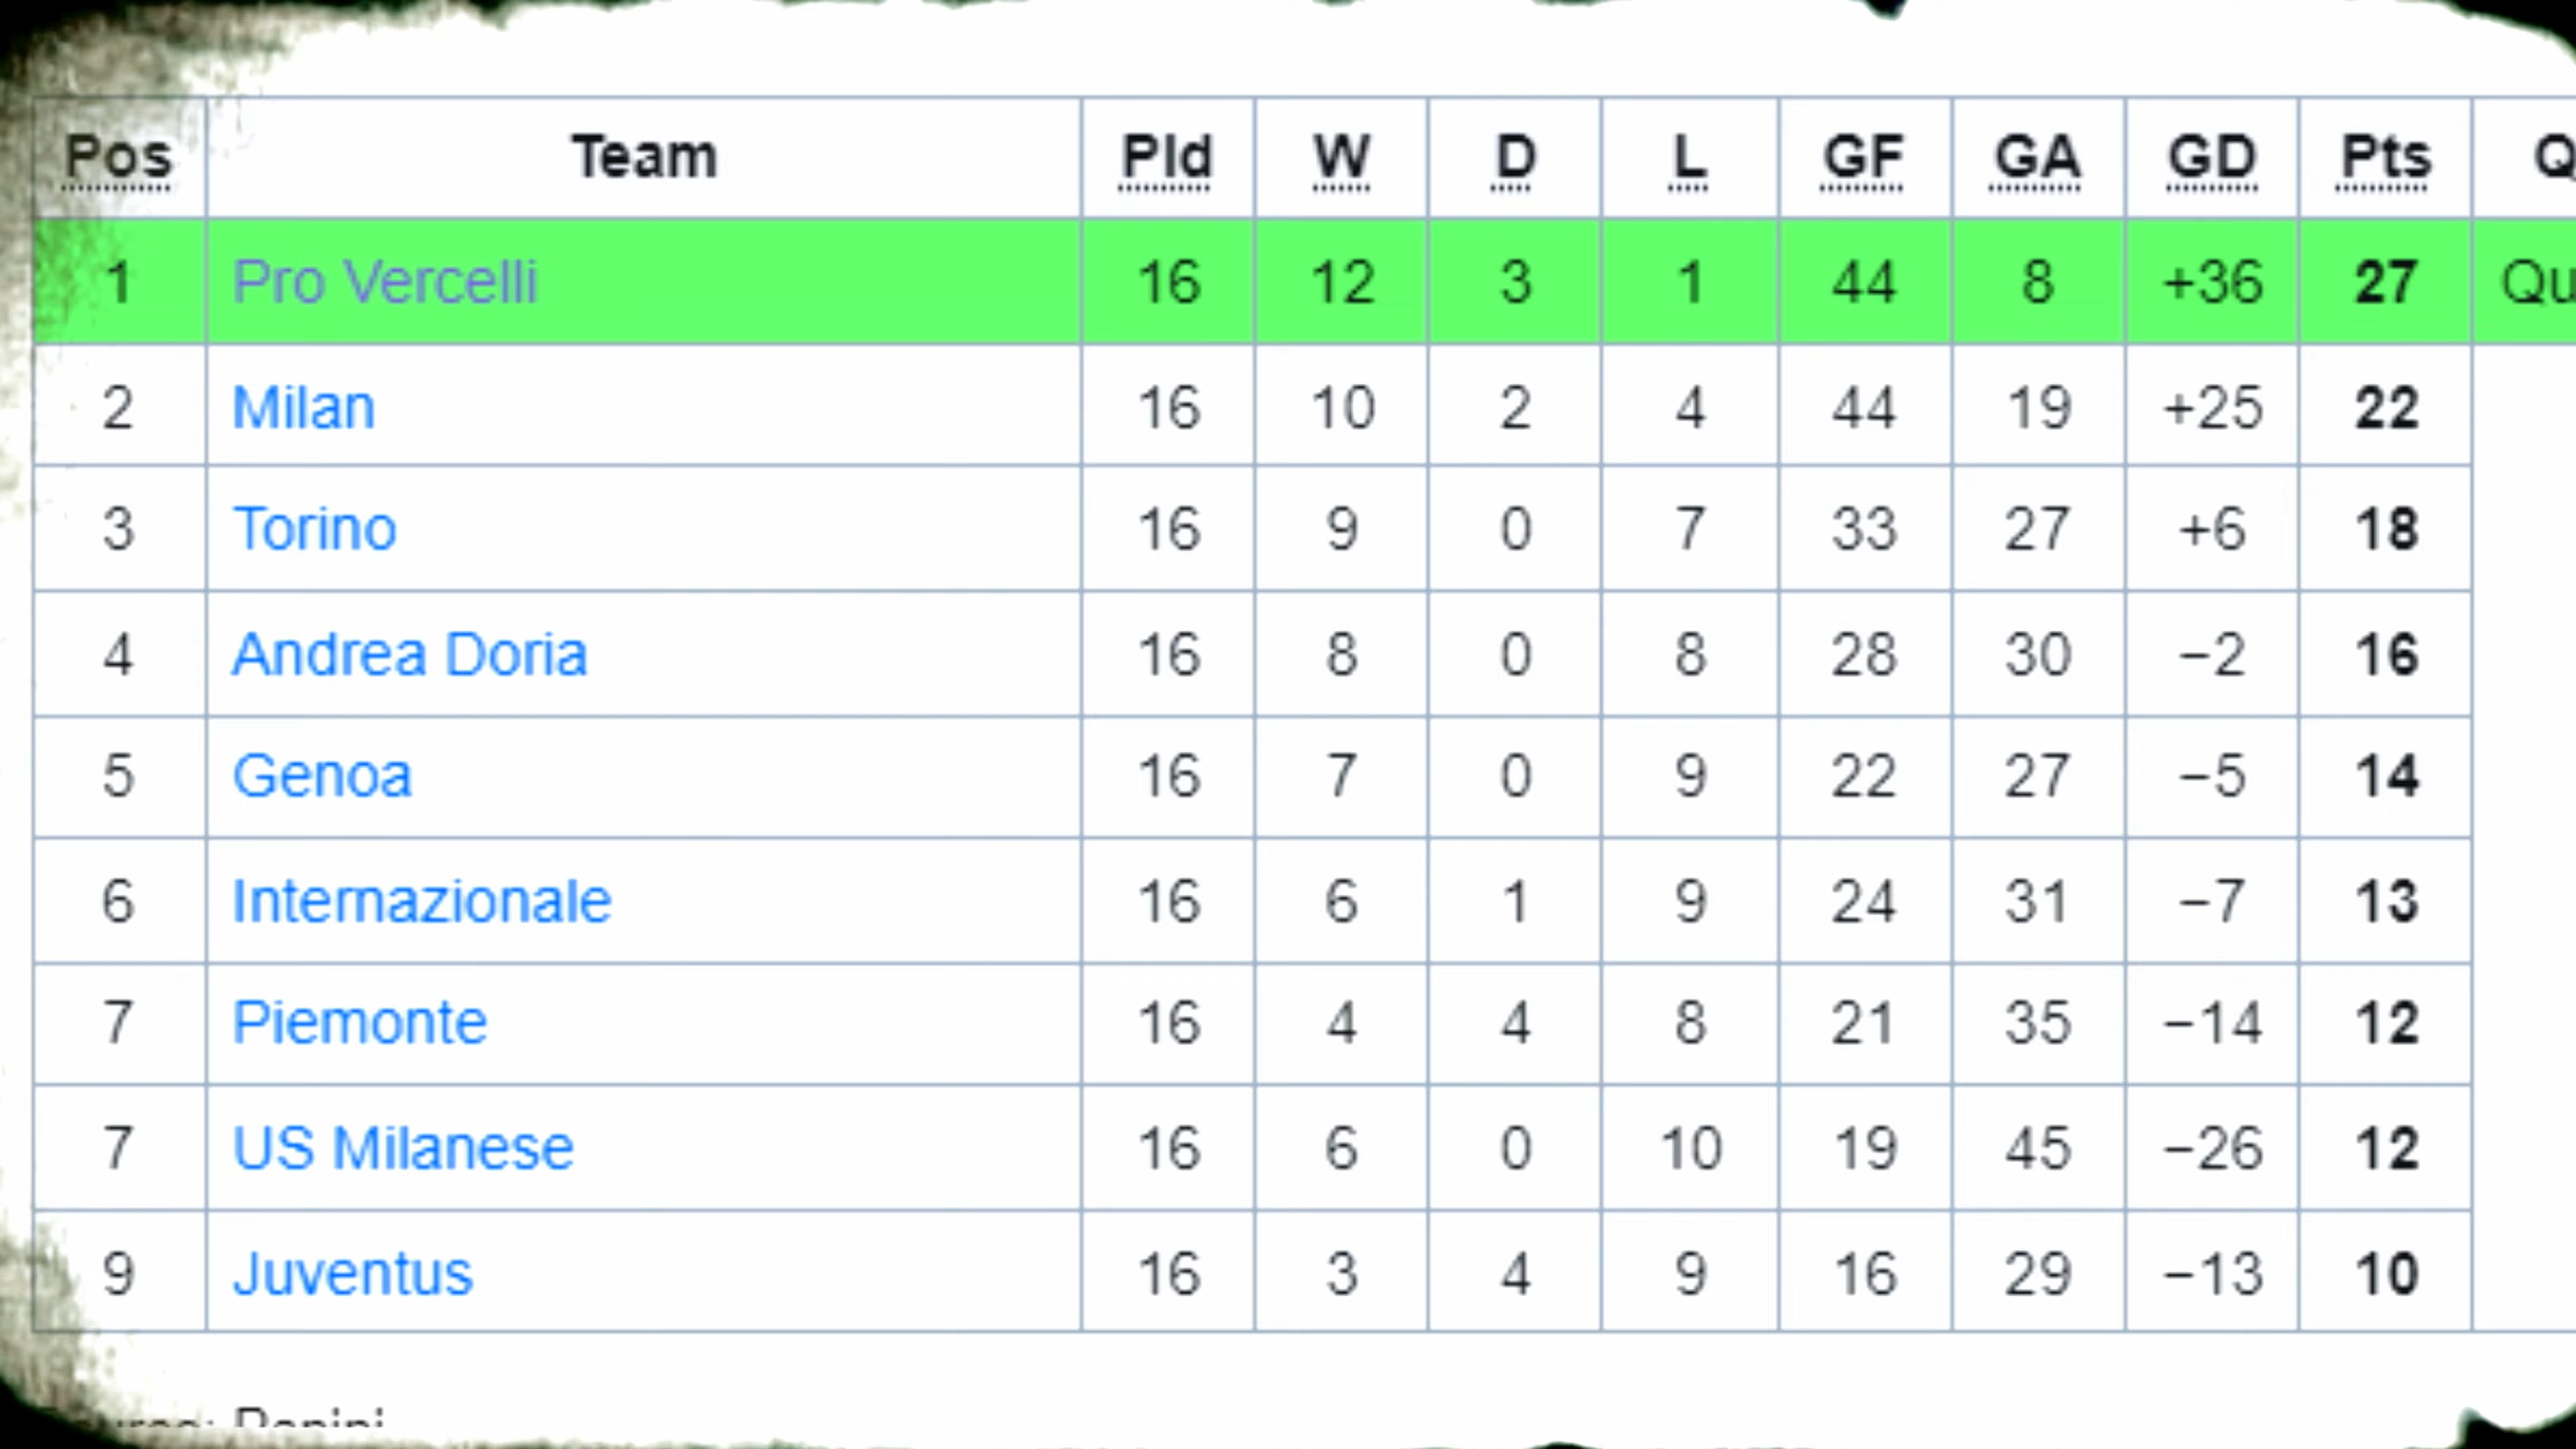 Pos Team Pld W D L GF GA GD Pts
1 Pro Vercelli 16 12 3 1 44 8 +36 27
2 Milan 16 10 2 4 44 19 +25 22
3 Torino 16 9 0 7 33 27 +6 18
4 Andrea Doria 16 8 0 8 28 30 −2 16
5 Genoa 16 7 0 9 22 27 −5 14
6 Internazionale 16 6 1 9 24 31 −7 13
7 Piemonte 16 4 4 8 21 35 −14 12
7 US Milanese 16 6 0 10 19 45 −26 12
9 Juventus 16 3 4 9 16 29 −13 10